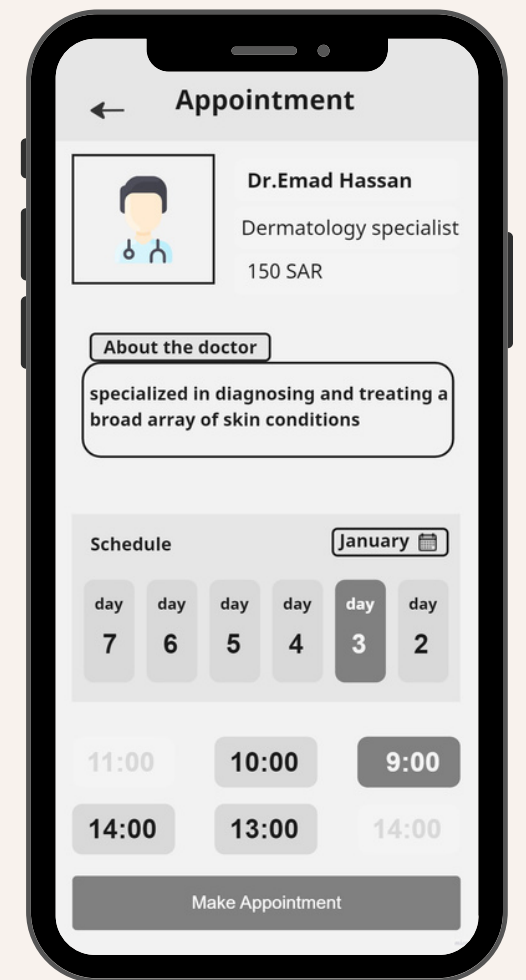 Appointment
Dr.Emad Hassan
Dermatology specialist
150 SAR
About the doctor
specialized in diagnosing and treating a
broad array of skin conditions
Schedule
January
day day day day day day
7 6 5 4 3 2
11:00 10:00 9:00
14:00 13:00 14:00
Make Appointment